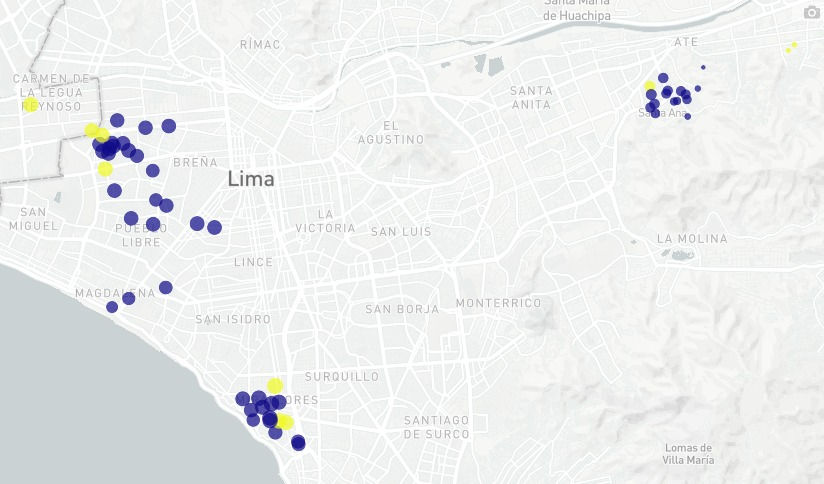 Santa María
de Huachipa
RÍMAC
ATE
CARMEN DE
LA LEGUA
REYNOSO
SANTA
ANITA
EL
AGUSTINO
Santa Ana
BREÑA
Lima
SAN
MIGUEL
PUEBLO
LIBRE
LA
VICTORIA
SAN LUIS
LA MOLINA
LINCE
MAGDALENA
SAN ISIDRO
SAN BORJA
MONTERRICO
SURQUILLO
ORES
SANTIAGO
DE SURCO
Lomas de
Villa María